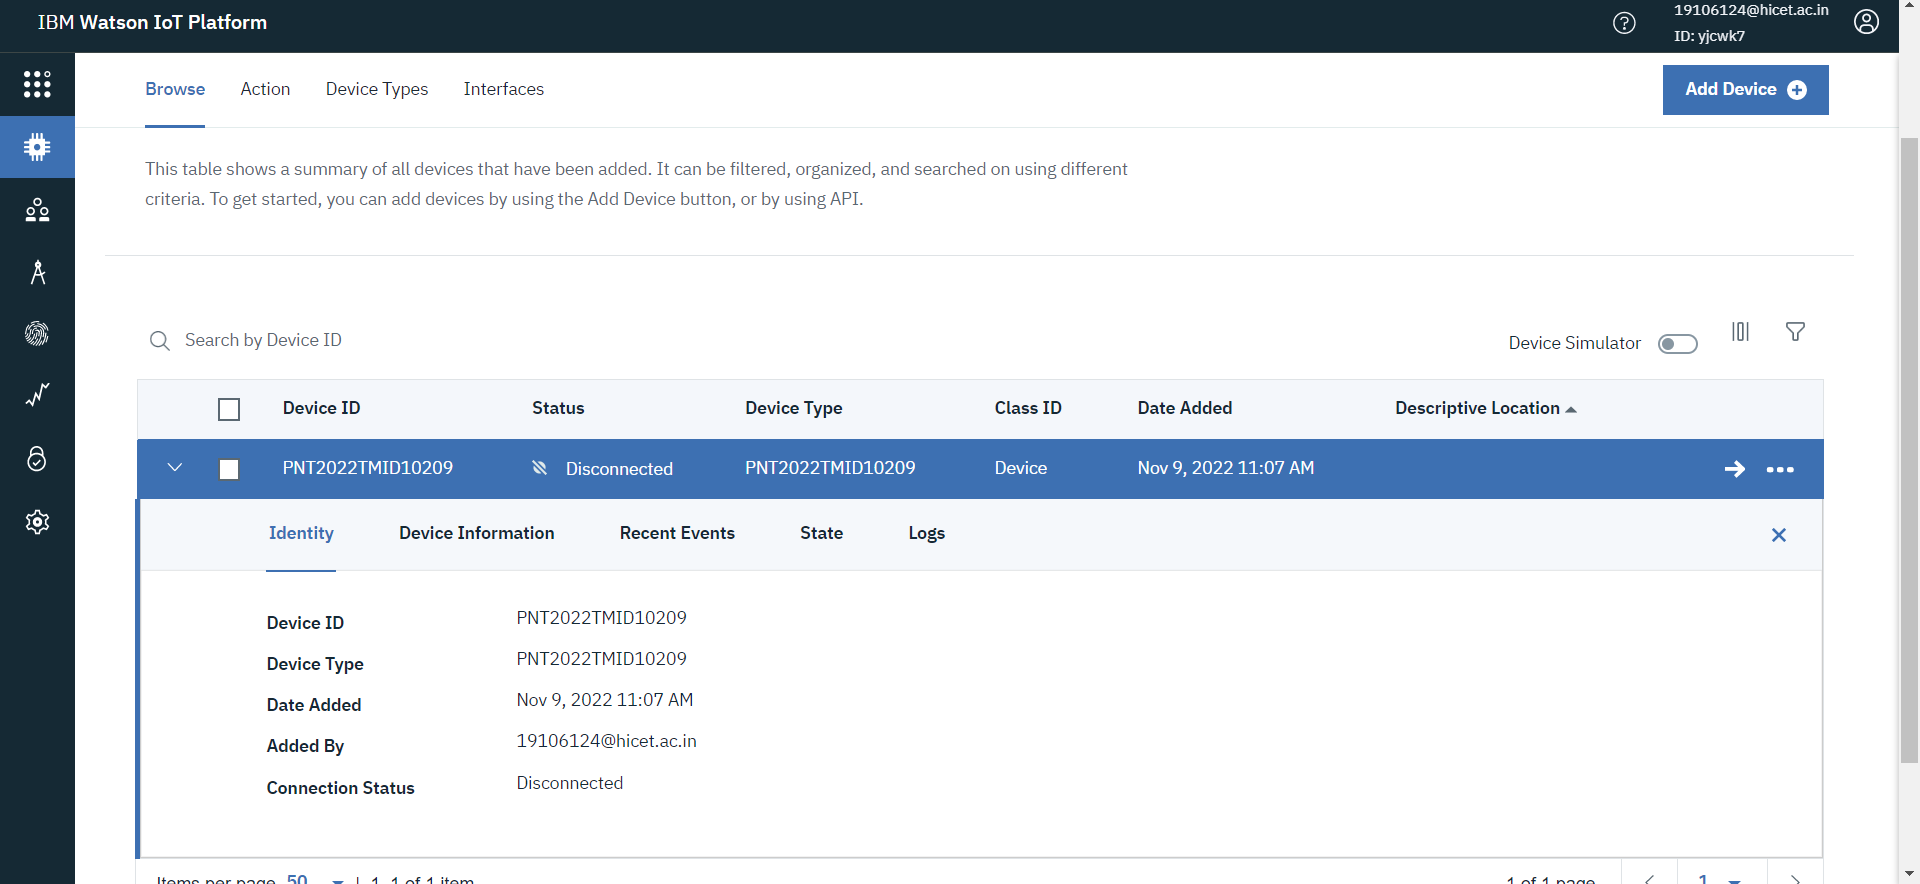 IBM Watson IoT Platform
19106124@hicet.ac.in
ID: yjcwk7
Browse Action Device Types Interfaces
Add Device
This table shows a summary of all devices that have been added. It can be filtered, organized, and searched on using different
criteria. To get started, you can add devices by using the Add Device button, or by using API.
Search by Device ID
Device Simulator
Device ID Status Device Type Class ID Date Added Descriptive Location
PNT2022TMID10209 Disconnected PNT2022TMID10209 Device Nov 9, 2022 11:07 AM
Identity Device Information Recent Events State Logs
Device ID PNT2022TMID10209
Device Type PNT2022TMID10209
Date Added Nov 9, 2022 11:07 AM
Added By 19106124@hicet.ac.in
Connection Status Disconnected
Items per page 50 | 1–1 of 1 item 1 of 1 page 1